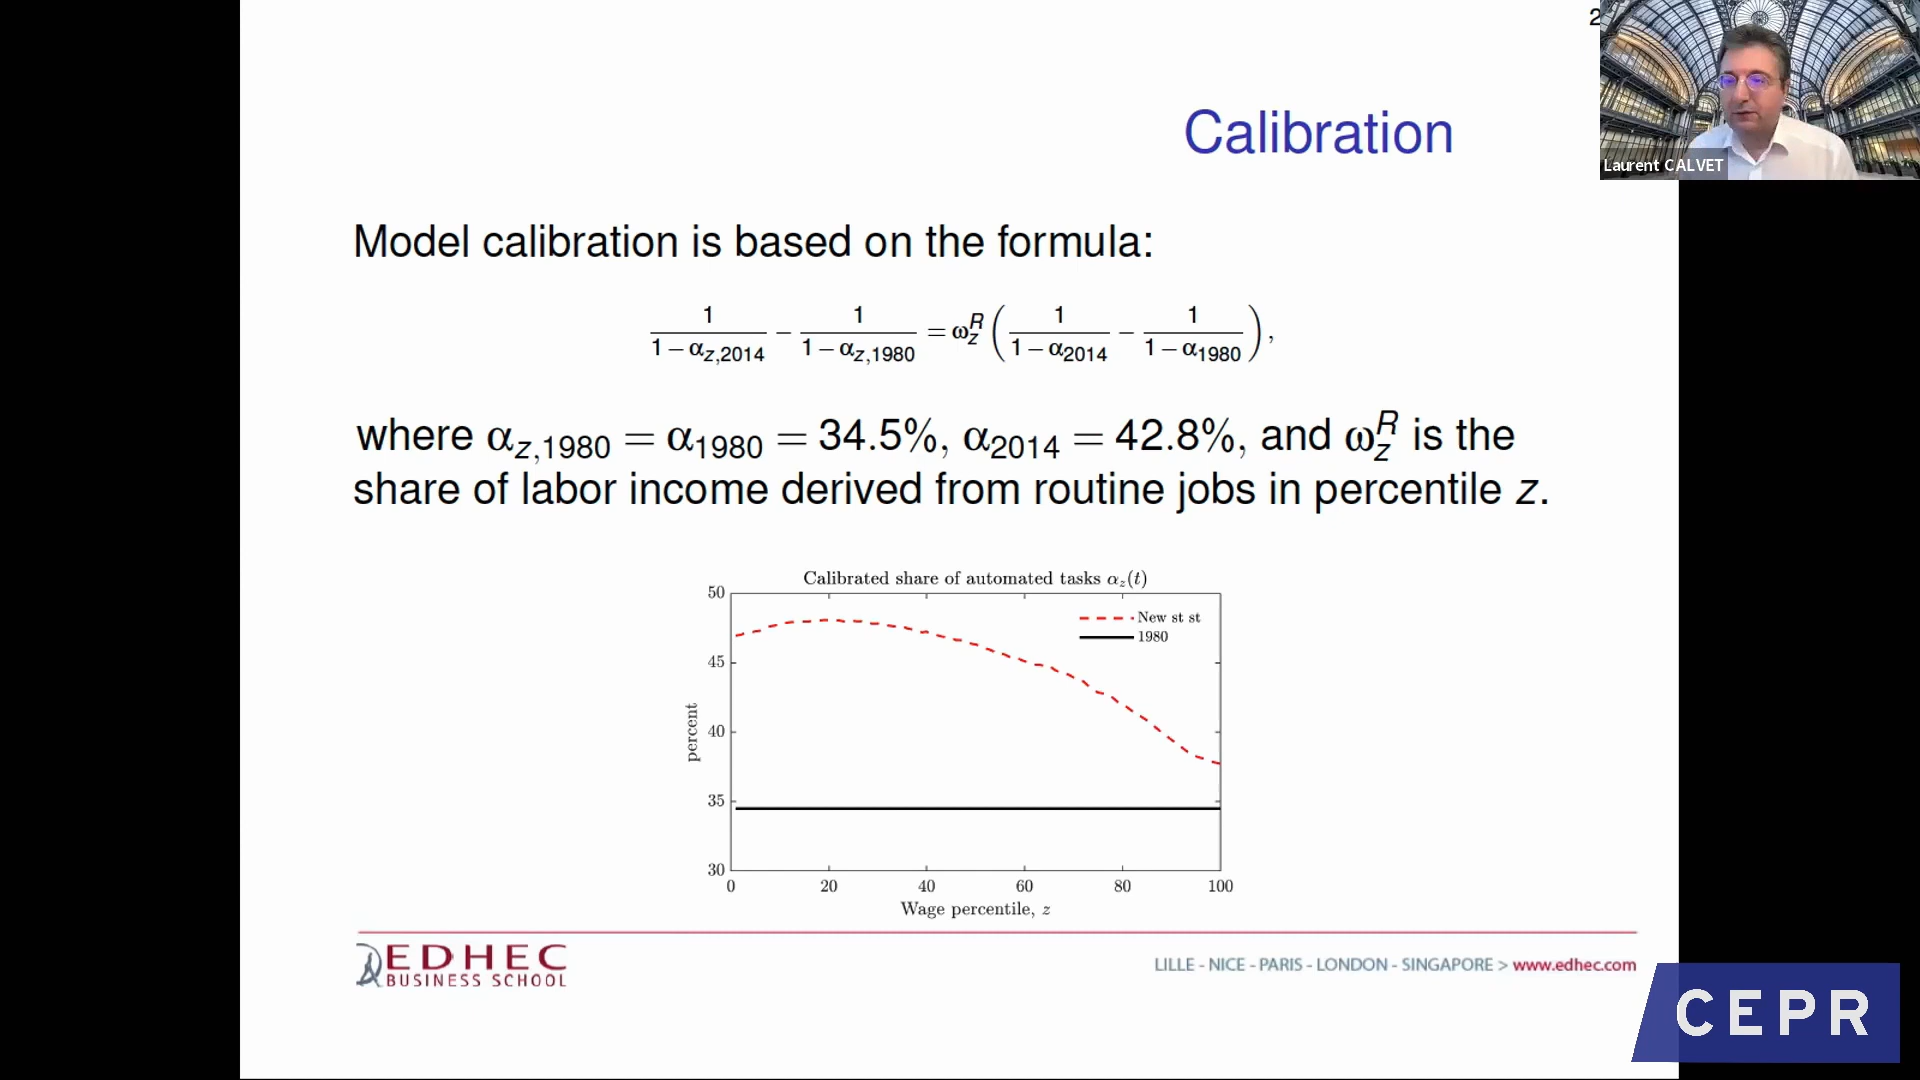 2
Laurent CALVET
Calibration
Model calibration is based on the formula:
1/(1−α_{z,2014}) − 1/(1−α_{z,1980}) = ω_z^R (1/(1−α_{2014}) − 1/(1−α_{1980})),
where α_{z,1980} = α_{1980} = 34.5%, α_{2014} = 42.8%, and ω_z^R is the
share of labor income derived from routine jobs in percentile z.
Calibrated share of automated tasks α_z(t)
50
45
40
35
30
percent
New st st
1980
0 20 40 60 80 100
Wage percentile, z
EDHEC
BUSINESS SCHOOL
LILLE - NICE - PARIS - LONDON - SINGAPORE > www.edhec.com
CEPR